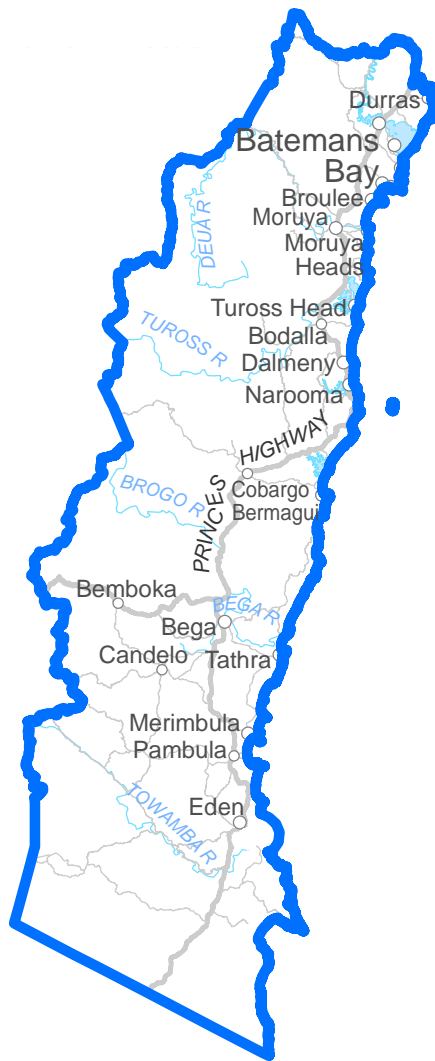 Durras
Batemans
Bay
Broulee
Moruya
DEUA R
Moruya
Heads
Tuross Head
TUROSS R
Bodalla
Dalmeny
Narooma
HIGHWAY
BROGO R
PRINCES
Cobargo
Bermagui
Bemboka
BEGA R
Bega
Candelo
Tathra
Merimbula
Pambula
TOWAMBA R
Eden